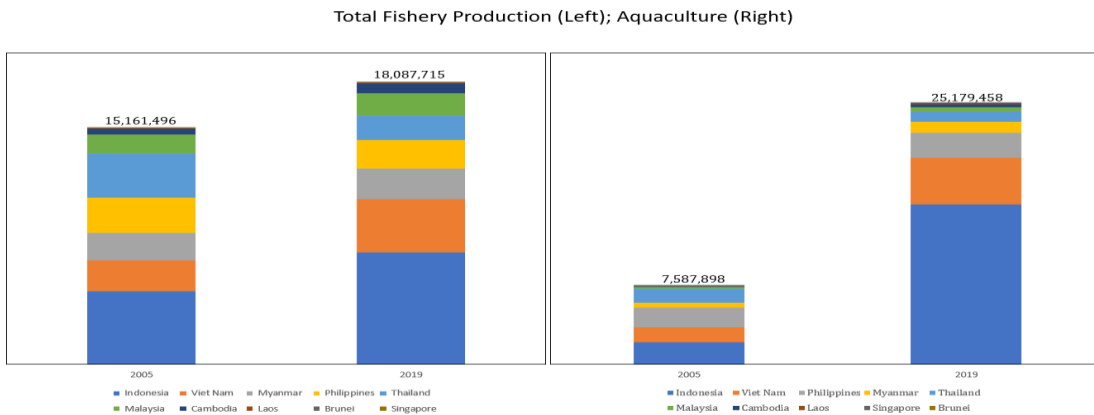 Total Fishery Production (Left); Aquaculture (Right)
15,161,496
18,087,715
2005
2019
Indonesia Viet Nam Myanmar Philippines Thailand
Malaysia Cambodia Laos Brunei Singapore
7,587,898
25,179,458
2005
2019
Indonesia Viet Nam Philippines Myanmar Thailand
Malaysia Cambodia Laos Singapore Brunei